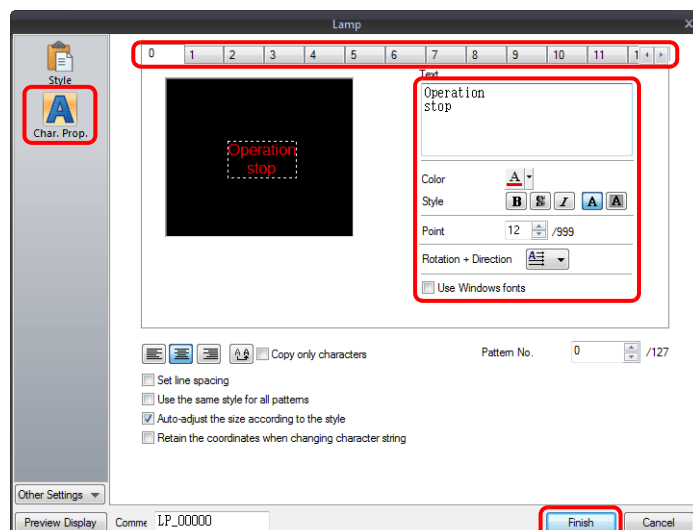 Lamp
Style
Char. Prop.
0 1 2 3 4 5 6 7 8 9 10 11 1
Text
Operation
stop
Operation
stop
Color A
Style B S I A A
Point 12 /999
Rotation + Direction A
Use Windows fonts
A A Copy only characters
Pattern No. 0 /127
Set line spacing
Use the same style for all patterns
Auto-adjust the size according to the style
Retain the coordinates when changing character string
Other Settings
Preview Display Comme LP_00000 Finish Cancel